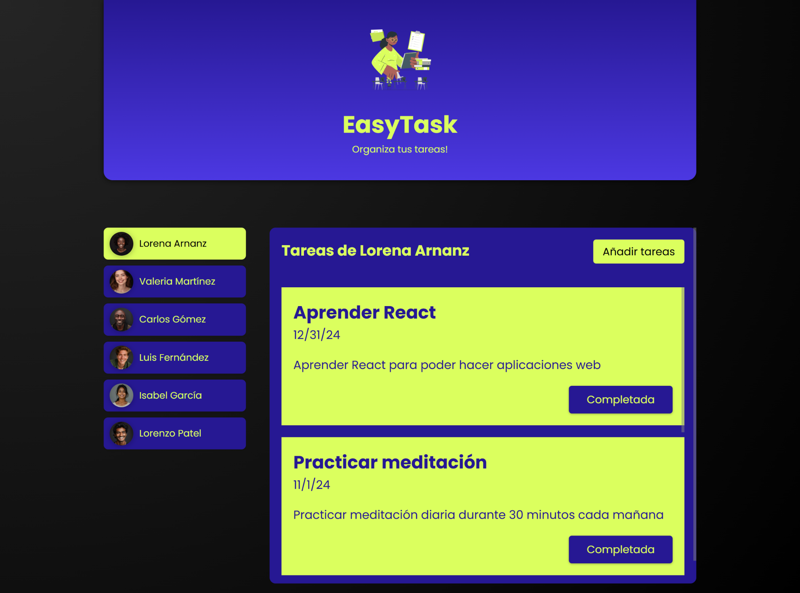 EasyTask
Organiza tus tareas!
Lorena Arnanz
Valeria Martínez
Carlos Gómez
Luis Fernández
Isabel García
Lorenzo Patel
Tareas de Lorena Arnanz
Añadir tareas
Aprender React
12/31/24
Aprender React para poder hacer aplicaciones web
Completada
Practicar meditación
11/1/24
Practicar meditación diaria durante 30 minutos cada mañana
Completada